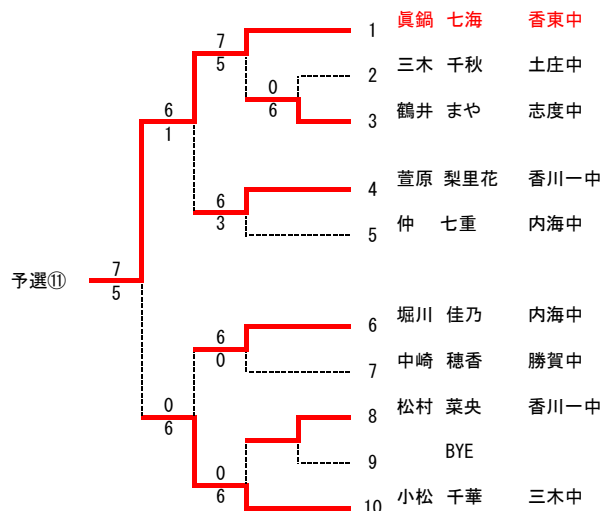 1 眞鍋 七海 香東中
7
5
2 三木 千秋 土庄中
0
6
3 鶴井 まや 志度中
6
1
4 萱原 梨里花 香川一中
6
3
5 仲 七重 内海中
予選⑪
7
5
6 堀川 佳乃 内海中
6
0
7 中崎 穂香 勝賀中
8 松村 菜央 香川一中
0
6
9 BYE
0
6
10 小松 千華 三木中